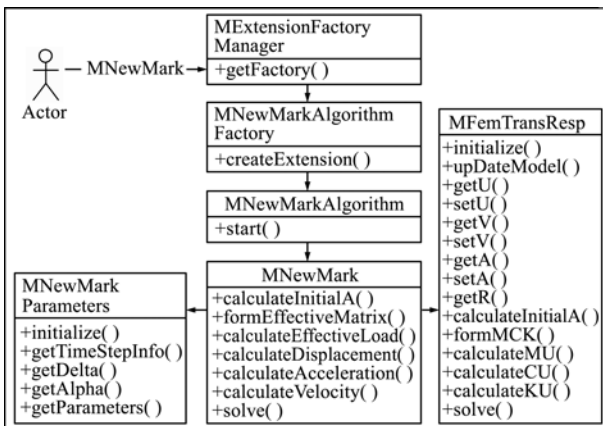 MExtensionFactory
Manager
+getFactory( )
MNewMark
Actor
MNewMarkAlgorithm
Factory
+createExtension( )
MNewMarkAlgorithm
+start( )
MNewMark
+calculateInitialA( )
+formEffectiveMatrix( )
+calculateEffectiveLoad( )
+calculateDisplacement( )
+calculateAcceleration( )
+calculateVelocity( )
+solve( )
MNewMark
Parameters
+initialize( )
+getTimeStepInfo( )
+getDelta( )
+getAlpha( )
+getParameters( )
MFemTransResp
+initialize( )
+upDateModel( )
+getU( )
+setU( )
+getV( )
+setV( )
+getA( )
+setA( )
+getR( )
+calculateInitialA( )
+formMCK( )
+calculateMU( )
+calculateCU( )
+calculateKU( )
+solve( )